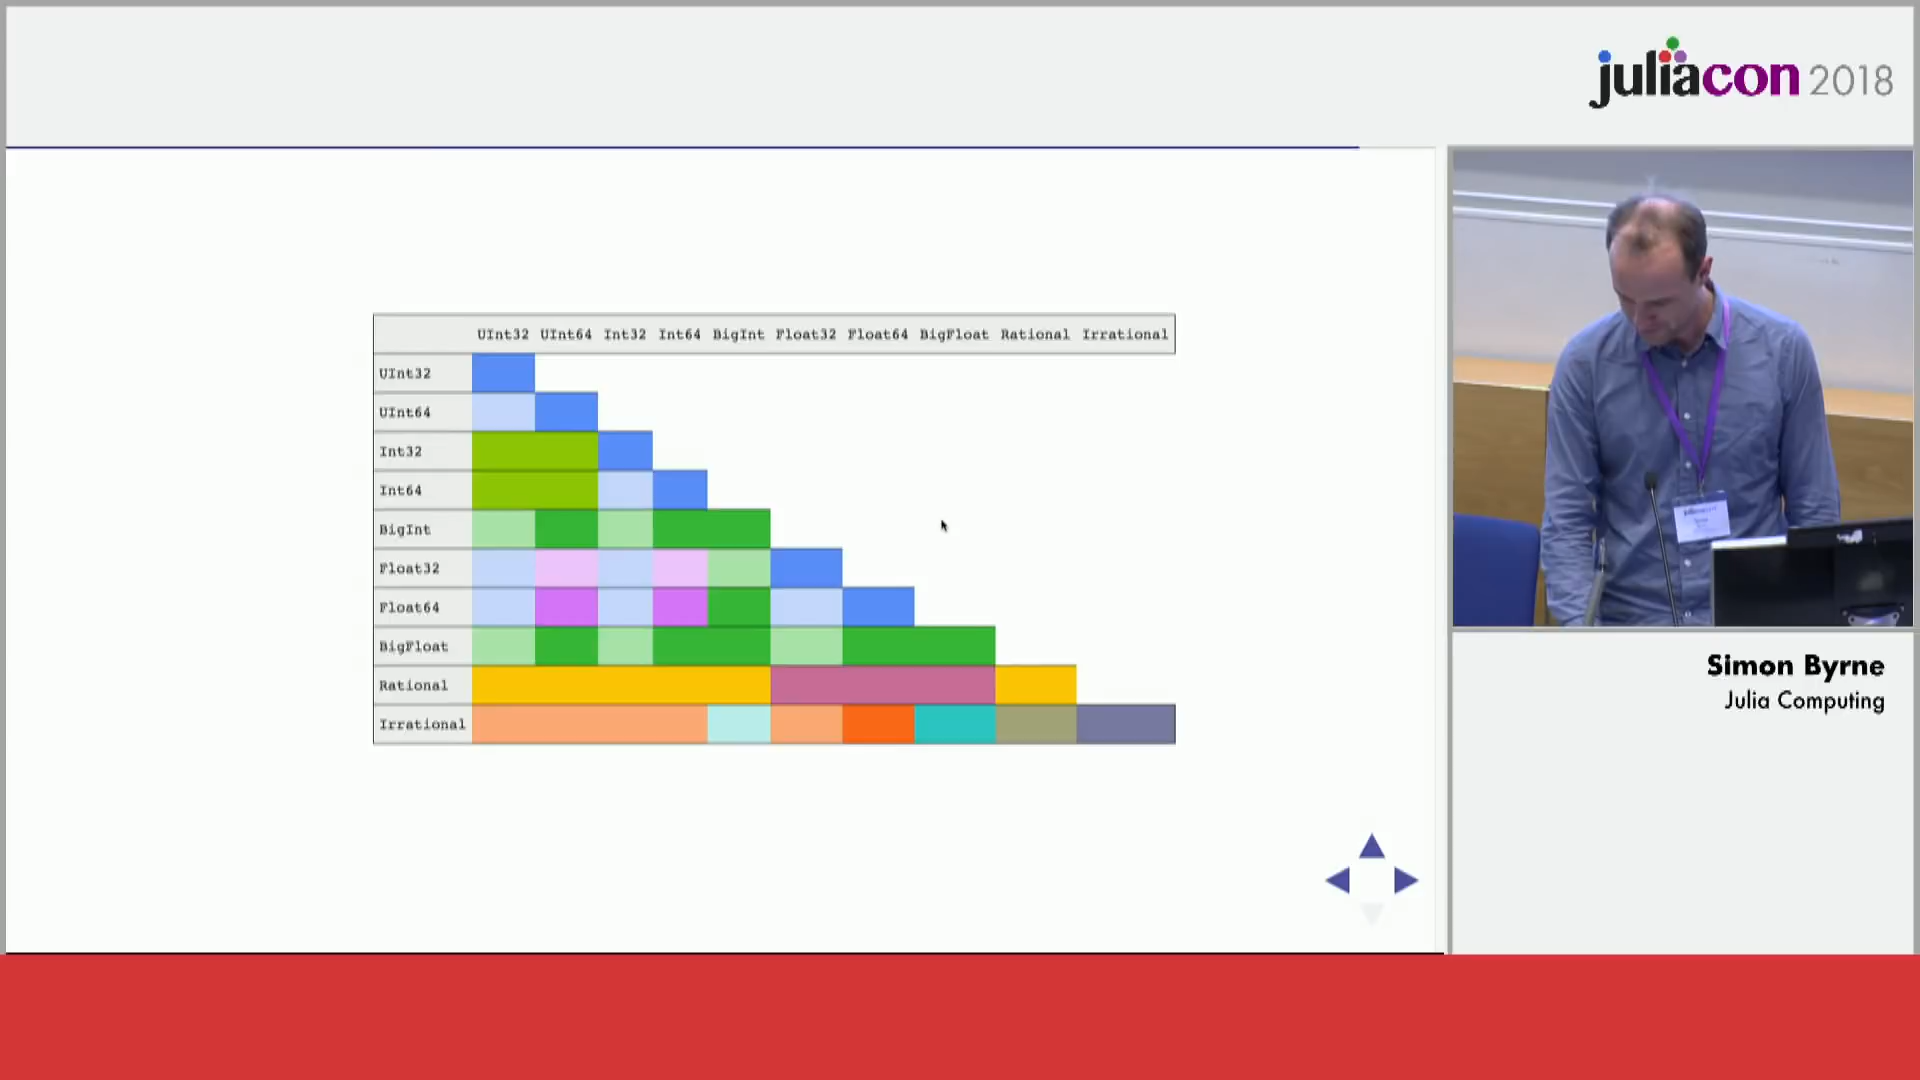 juliacon 2018
UInt32 UInt64 Int32 Int64 BigInt Float32 Float64 BigFloat Rational Irrational
UInt32
UInt64
Int32
Int64
BigInt
Float32
Float64
BigFloat
Rational
Irrational
Simon Byrne
Julia Computing